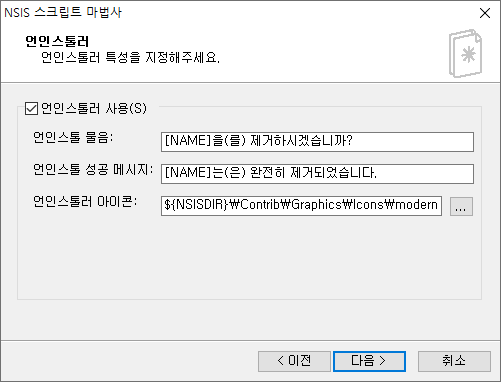 NSIS 스크립트 마법사
언인스톨러
언인스톨러 특성을 지정해주세요.
언인스톨러 사용(S)
언인스톨 물음: [NAME]을(를) 제거하시겠습니까?
언인스톨 성공 메시지: [NAME]는(은) 완전히 제거되었습니다.
언인스톨러 아이콘: ${NSISDIR}₩Contrib₩Graphics₩Icons₩modern ...
< 이전 다음 > 취소